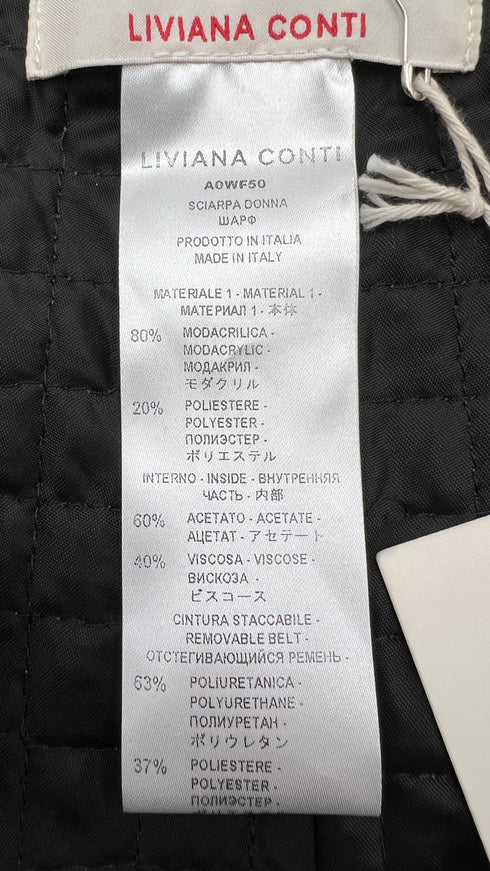 LIVIANA CONTI
LIVIANA CONTI
A0WF50
SCIARPA DONNA
ШАРФ
PRODOTTO IN ITALIA
MADE IN ITALY
MATERIALE 1 - MATERIAL 1 -
МАТЕРИАЛ 1 - 本体
80% MODACRILICA -
MODACRYLIC -
МОДАКРИЛ -
モダクリル
20% POLIESTERE -
POLYESTER -
ПОЛИЭСТЕР -
ポリエステル
INTERNO - INSIDE - ВНУТРЕННЯЯ
ЧАСТЬ - 内部
60% ACETATO - ACETATE -
АЦЕТАТ - アセテート
40% VISCOSA - VISCOSE -
ВИСКОЗА -
ビスコース
CINTURA STACCABILE -
REMOVABLE BELT -
ОТСТЕГИВАЮЩИЙСЯ РЕМЕНЬ -
63% POLIURETANICA -
POLYURETHANE -
ПОЛИУРЕТАН -
ポリウレタン
37% POLIESTERE -
POLYESTER -
ПОЛИЭСТЕР -